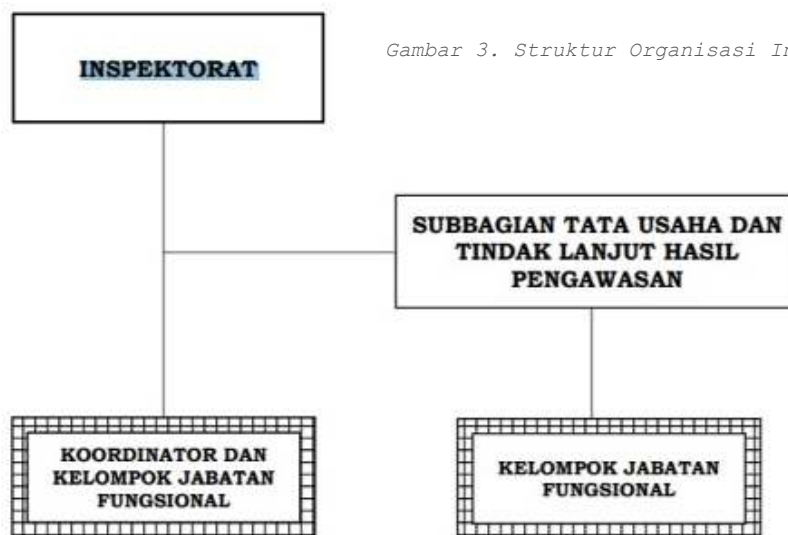 INSPEKTORAT
Gambar 3. Struktur Organisasi
SUBBAGIAN TATA USAHA DAN
TINDAK LANJUT HASIL
PENGAWASAN
KOORDINATOR DAN
KELOMPOK JABATAN
FUNGSIONAL
KELOMPOK JABATAN
FUNGSIONAL